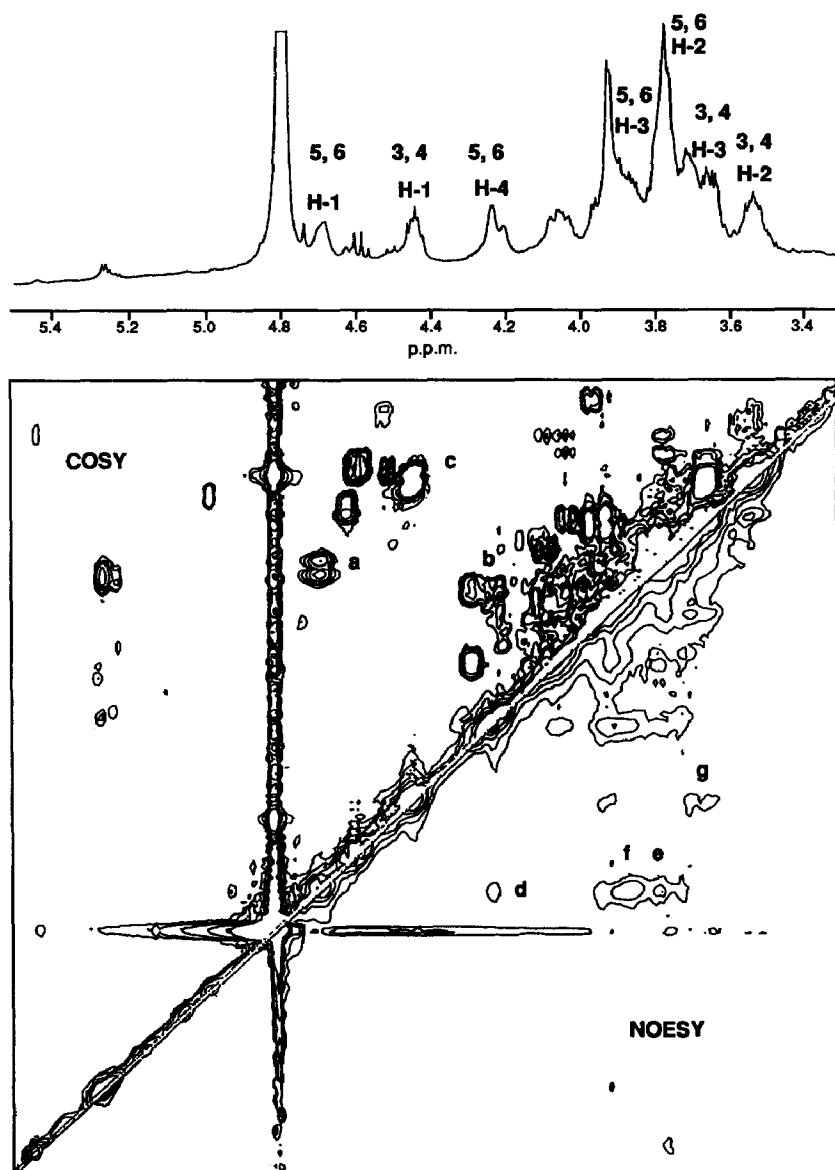 5, 6
H-2
5, 6
H-3
3, 4
H-3
3, 4
H-2
5, 6
H-1
3, 4
H-1
5, 6
H-4
5.4 5.2 5.0 4.8 4.6 4.4 4.2 4.0 3.8 3.6 3.4
p.p.m.
COSY
c
a
b
g
f e
d
NOESY